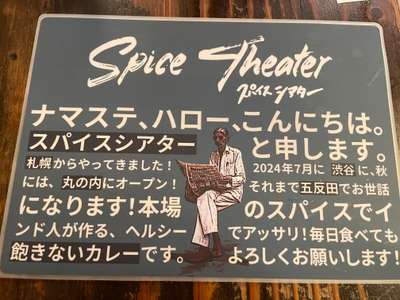 Spice Theater
スパイスシアター
ナマステ、ハロー、こんにちは。
スパイスシアター と申します。
札幌からやってきました! 2024年7月に 渋谷に、秋
には、丸の内にオープン! それまで五反田でお世話
になります!本場 のスパイスでイ
ンド人が作る、ヘルシー でアッサリ!毎日食べても
飽きないカレーです。 よろしくお願いします!